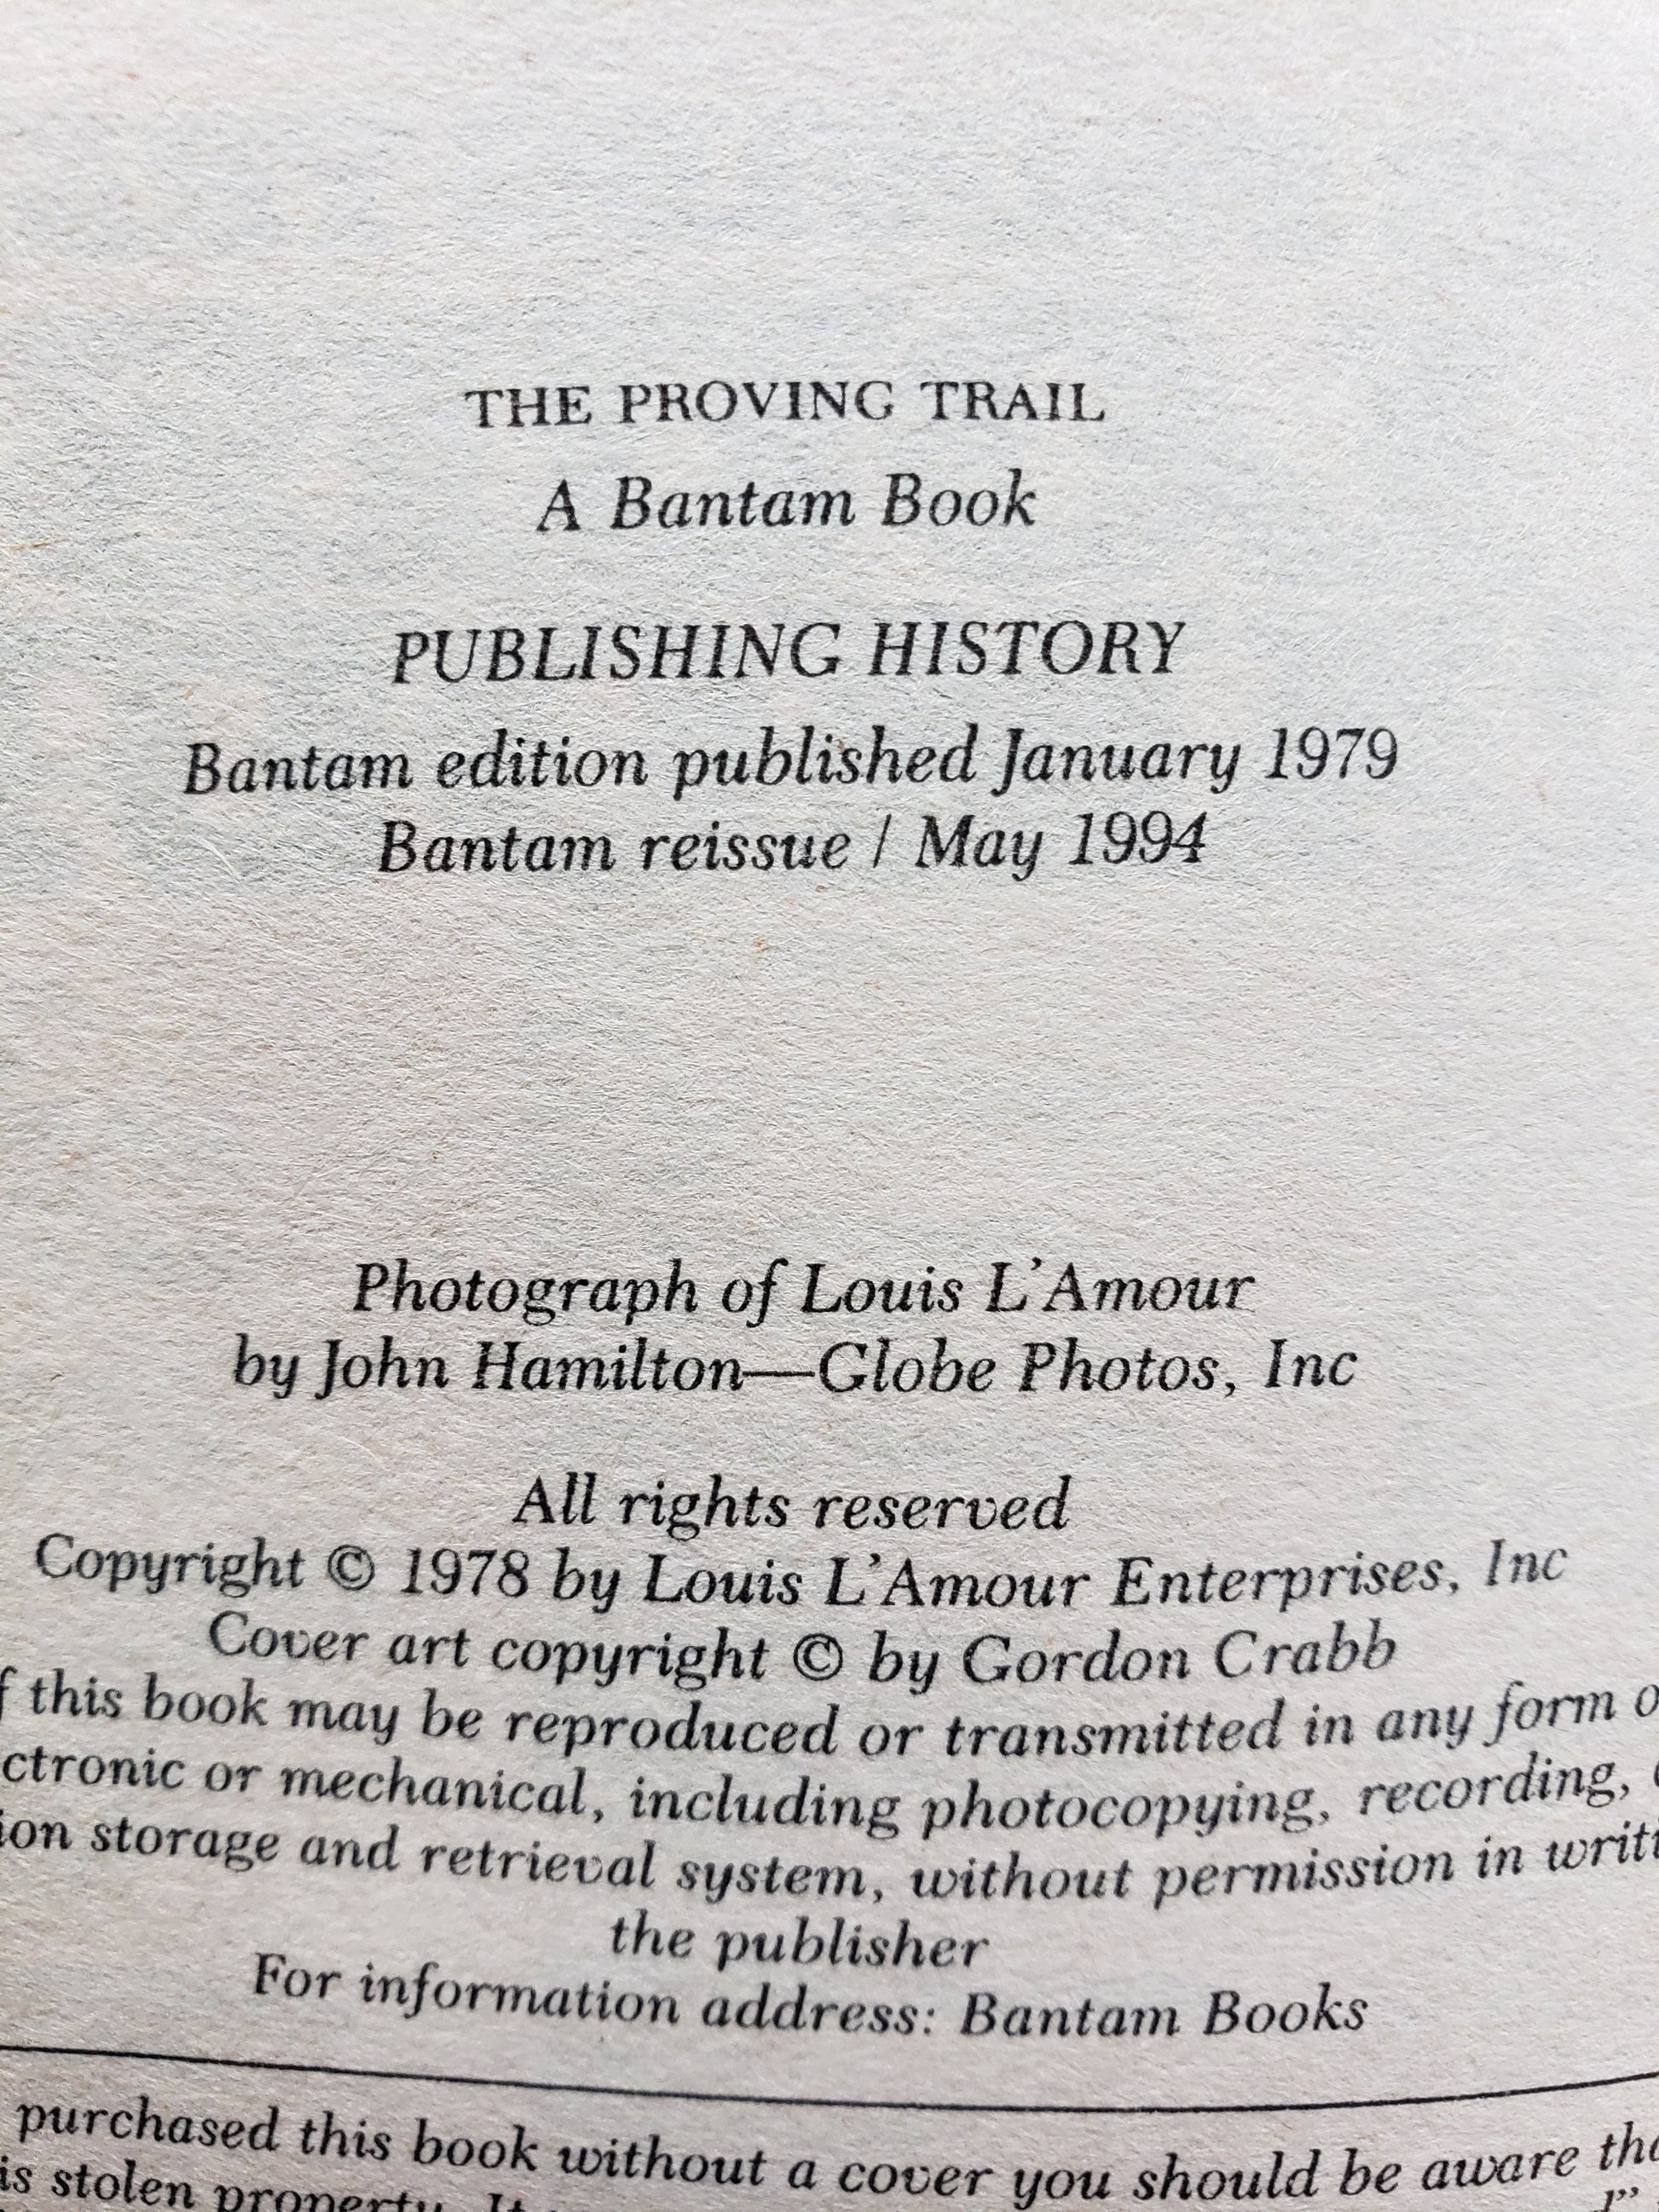 THE PROVING TRAIL
A Bantam Book
PUBLISHING HISTORY
Bantam edition published January 1979
Bantam reissue / May 1994
Photograph of Louis L'Amour
by John Hamilton—Globe Photos, Inc
All rights reserved
Copyright © 1978 by Louis L'Amour Enterprises, Inc
Cover art copyright © by Gordon Crabb
f this book may be reproduced or transmitted in any form o
ctronic or mechanical, including photocopying, recording,
ion storage and retrieval system, without permission in writi
the publisher
For information address: Bantam Books
purchased this book without a cover you should be aware tha
is stolen property. It